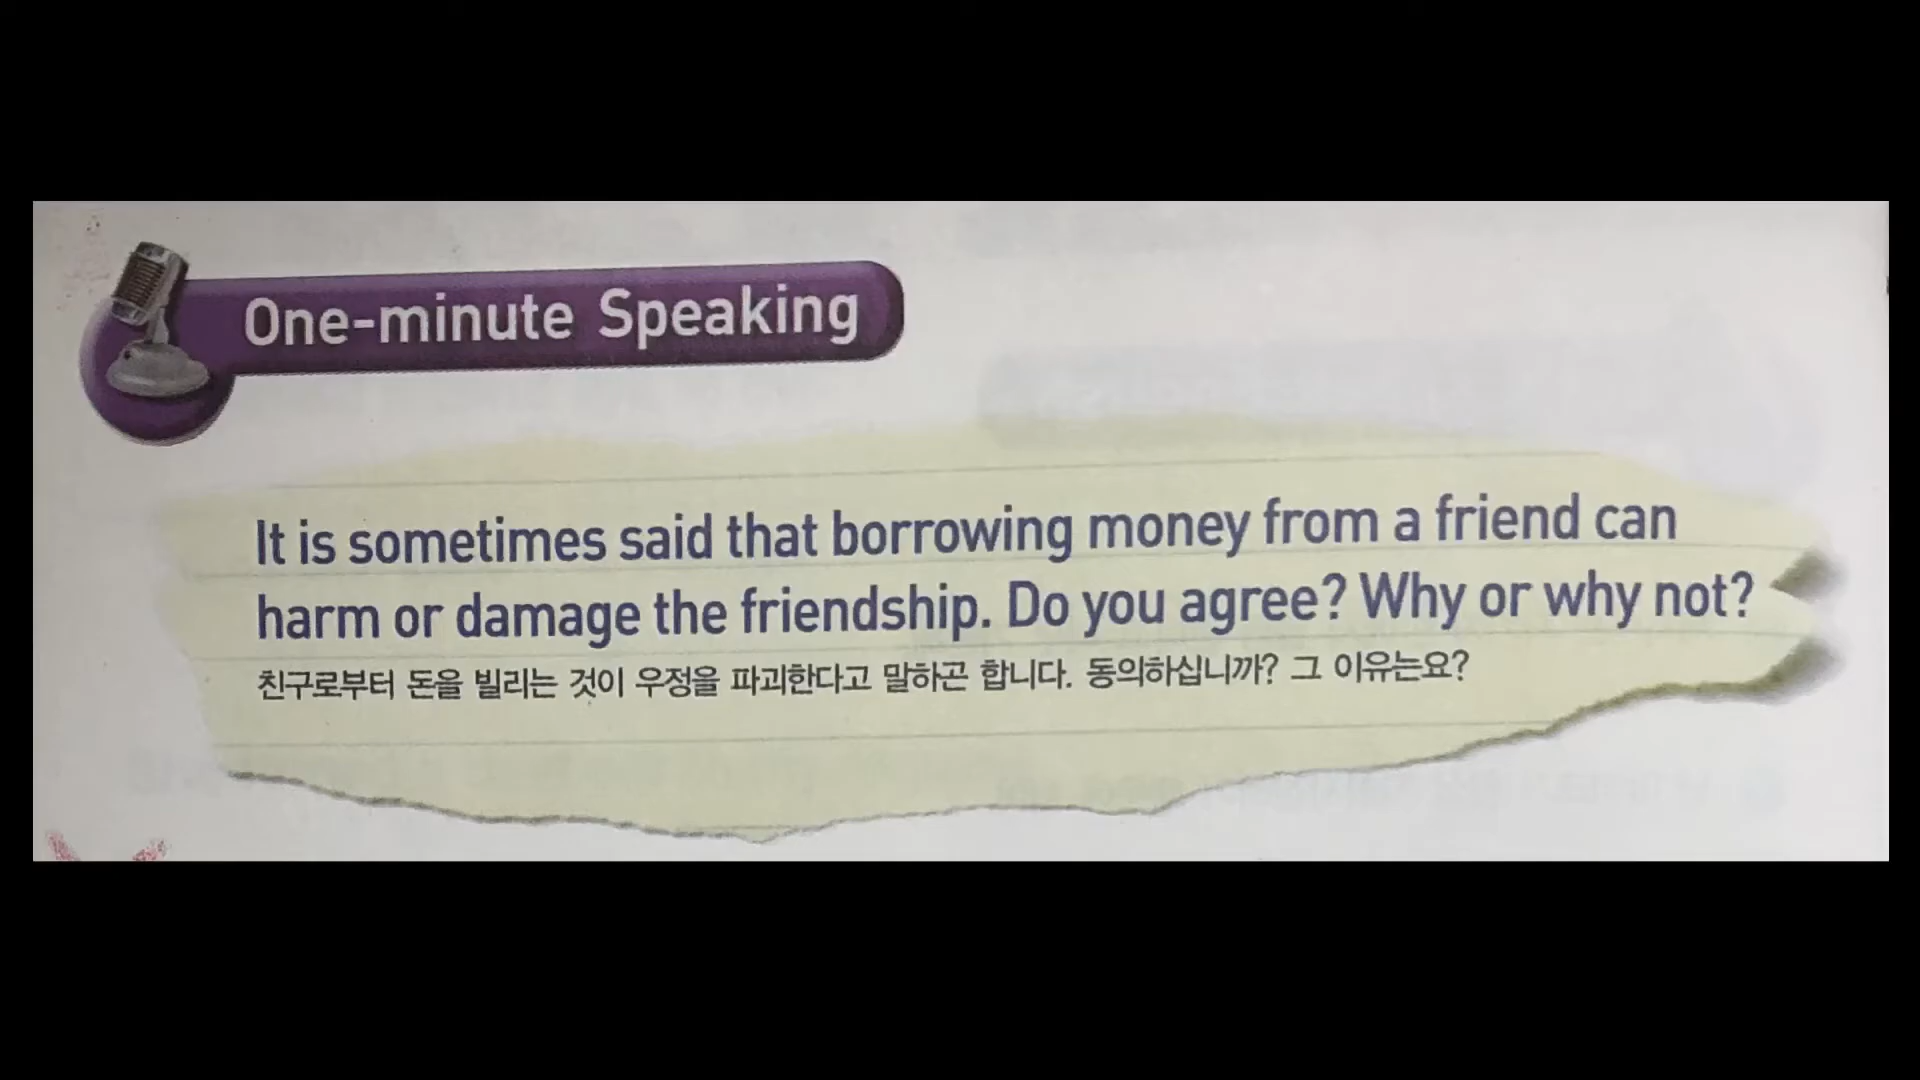 One-minute Speaking
It is sometimes said that borrowing money from a friend can
harm or damage the friendship. Do you agree? Why or why not?
친구로부터 돈을 빌리는 것이 우정을 파괴한다고 말하곤 합니다. 동의하십니까? 그 이유는요?